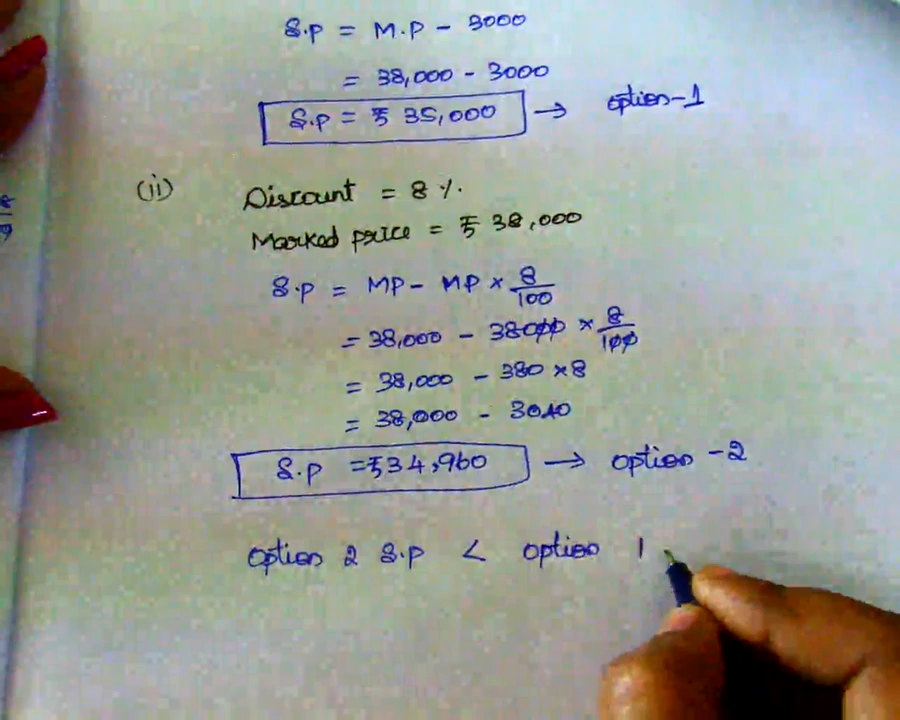 S.P = M.P - 3000
= 38,000 - 3000
S.P = ₹ 35,000 → option-1
(ii) Discount = 8 %.
Marked price = ₹ 38,000
S.P = MP - MP × 8/100
= 38,000 - 38000 × 8/100
= 38,000 - 380 × 8
= 38,000 - 3040
S.P = ₹34,960 → option -2
option 2 S.P < option 1